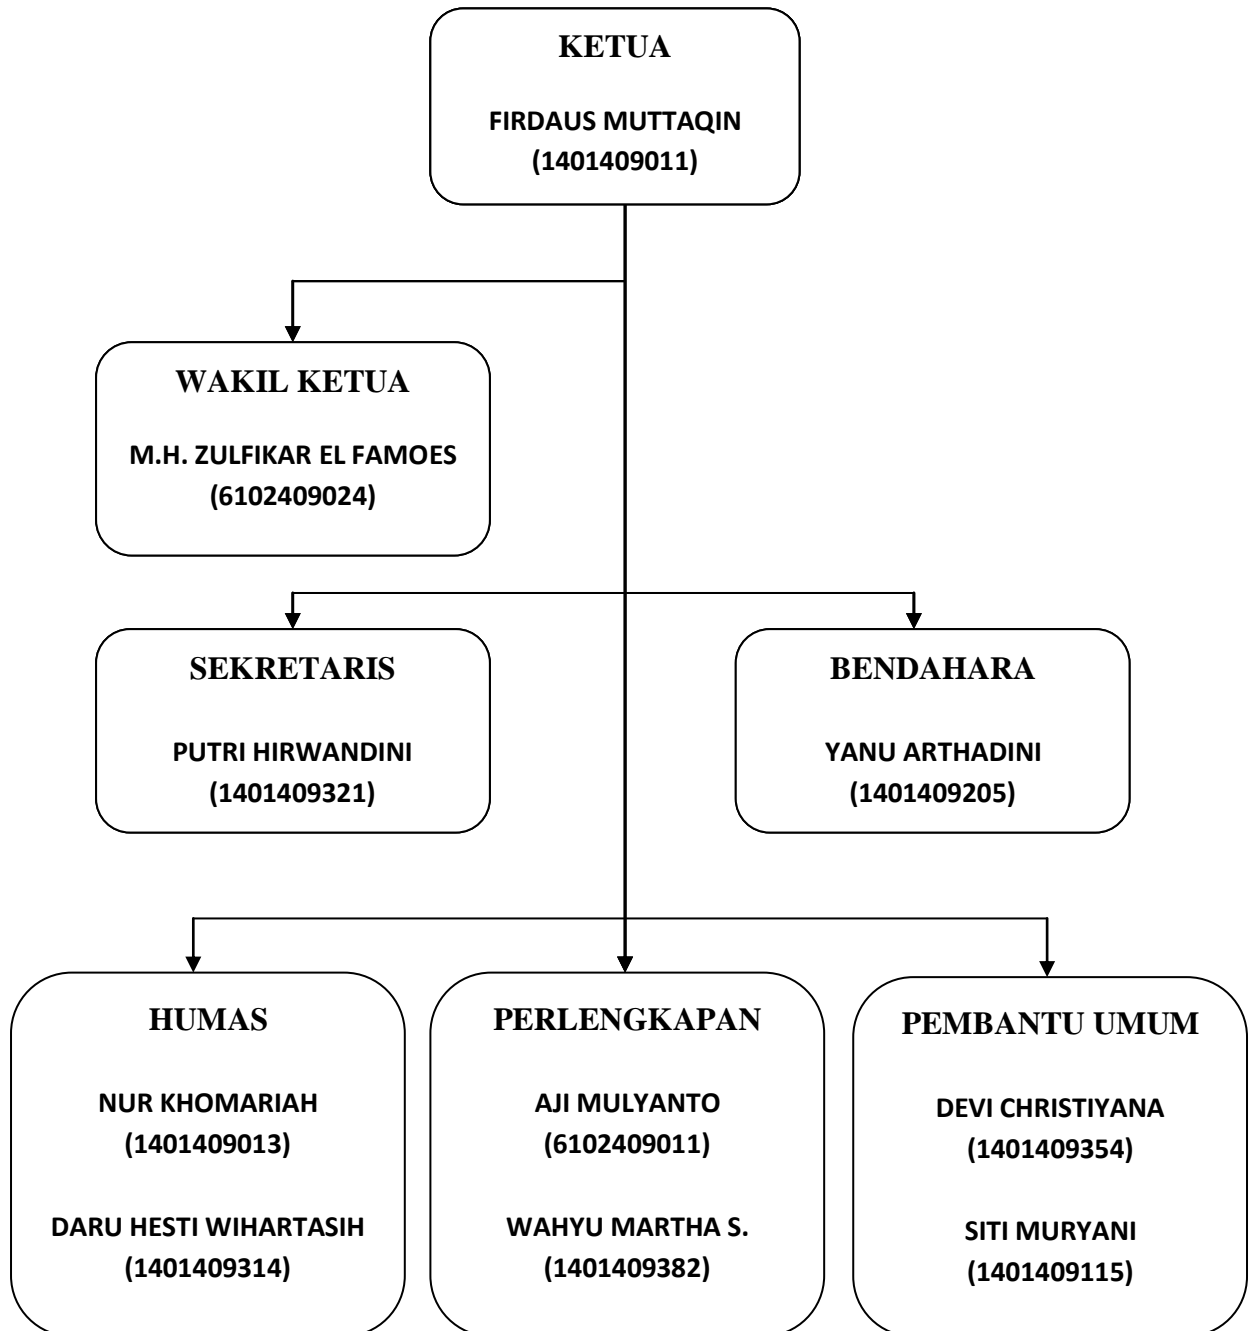 KETUA
FIRDAUS MUTTAQIN
(1401409011)
WAKIL KETUA
M.H. ZULFIKAR EL FAMOES
(6102409024)
SEKRETARIS
PUTRI HIRWANDINI
(1401409321)
BENDAHARA
YANU ARTHADINI
(1401409205)
HUMAS
NUR KHOMARIAH
(1401409013)
DARU HESTI WIHARTASIH
(1401409314)
PERLENGKAPAN
AJI MULYANTO
(6102409011)
WAHYU MARTHA S.
(1401409382)
PEMBANTU UMUM
DEVI CHRISTIYANA
(1401409354)
SITI MURYANI
(1401409115)